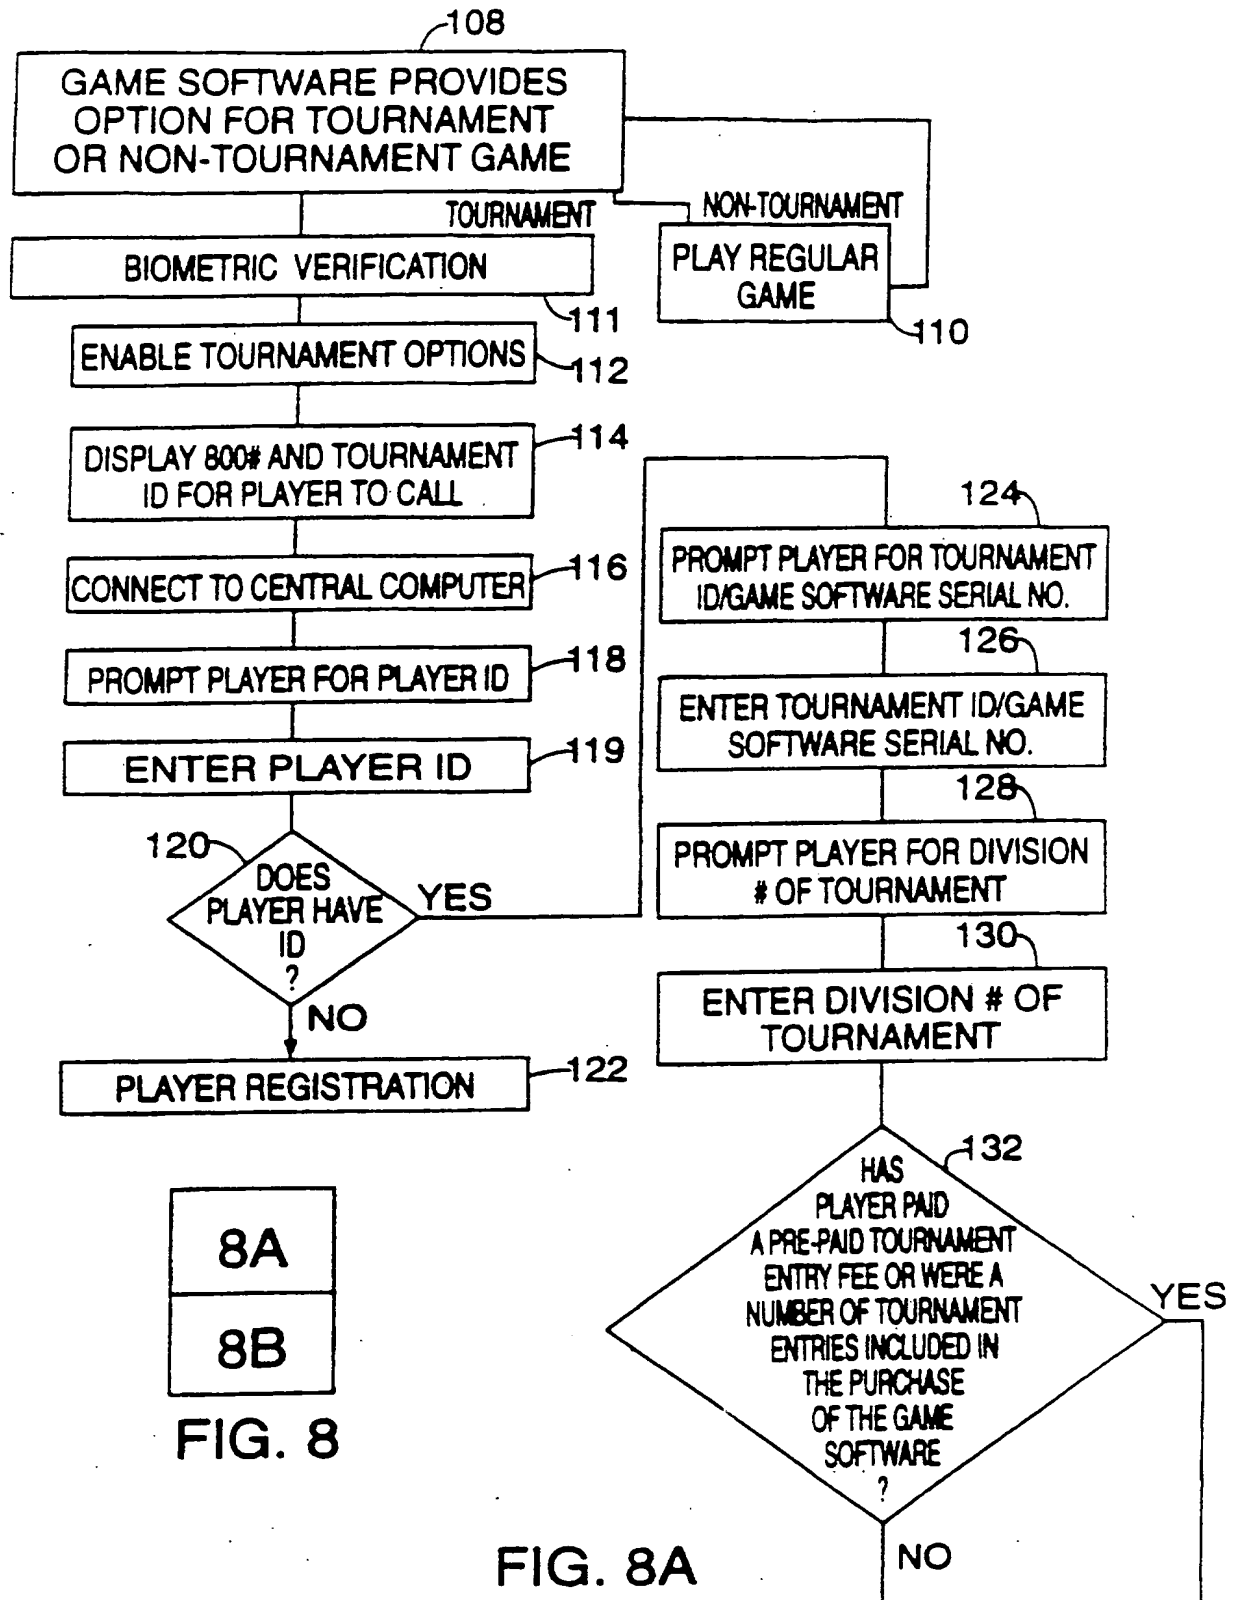 108
GAME SOFTWARE PROVIDES
OPTION FOR TOURNAMENT
OR NON-TOURNAMENT GAME
TOURNAMENT
NON-TOURNAMENT
BIOMETRIC VERIFICATION
111
PLAY REGULAR
GAME
110
ENABLE TOURNAMENT OPTIONS
112
DISPLAY 800# AND TOURNAMENT
ID FOR PLAYER TO CALL
114
CONNECT TO CENTRAL COMPUTER
116
PROMPT PLAYER FOR PLAYER ID
118
ENTER PLAYER ID
119
120
DOES
PLAYER HAVE
ID
?
YES
NO
PLAYER REGISTRATION
122
124
PROMPT PLAYER FOR TOURNAMENT
ID/GAME SOFTWARE SERIAL NO.
126
ENTER TOURNAMENT ID/GAME
SOFTWARE SERIAL NO.
128
PROMPT PLAYER FOR DIVISION
# OF TOURNAMENT
130
ENTER DIVISION # OF
TOURNAMENT
132
HAS
PLAYER PAID
A PRE-PAID TOURNAMENT
ENTRY FEE OR WERE A
NUMBER OF TOURNAMENT
ENTRIES INCLUDED IN
THE PURCHASE
OF THE GAME
SOFTWARE
?
YES
NO
8A
8B
FIG. 8
FIG. 8A